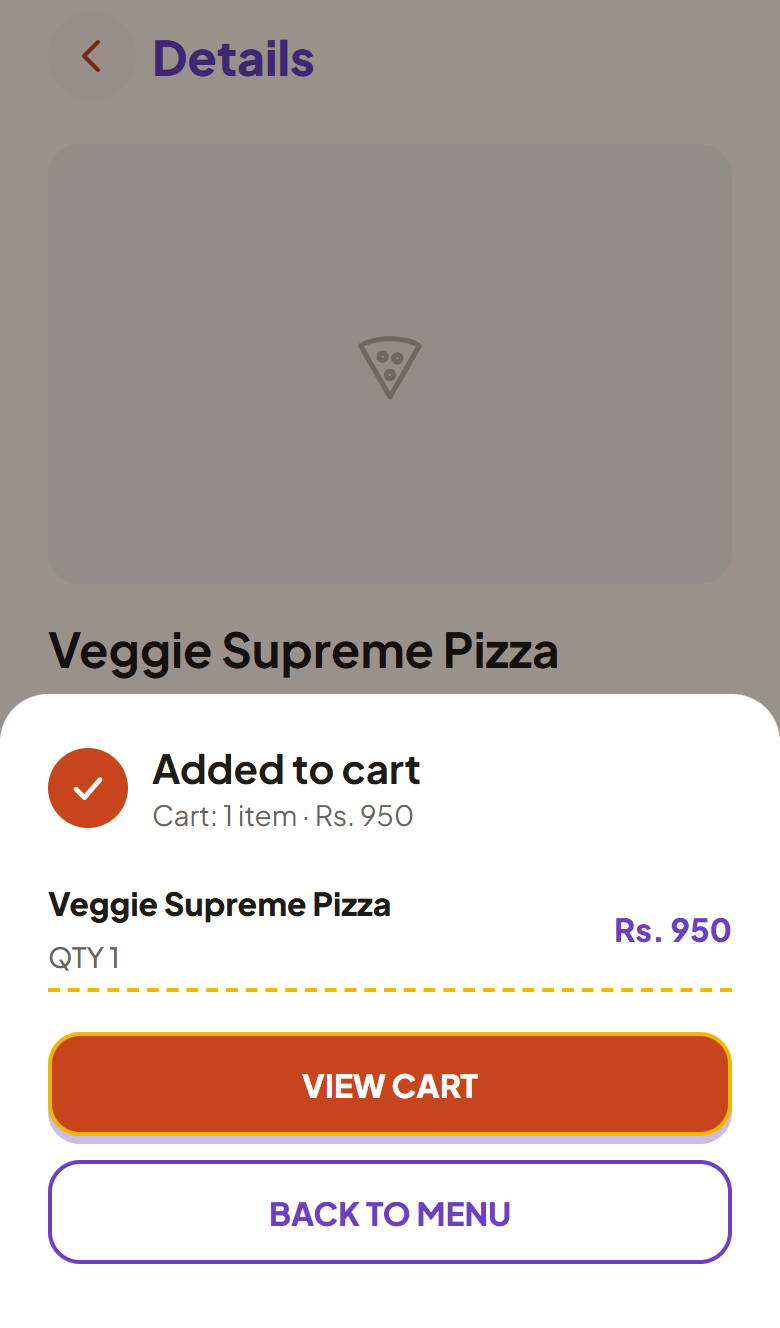 Details
Veggie Supreme Pizza
Added to cart
Cart: 1 item · Rs. 950
Veggie Supreme Pizza
QTY 1
Rs. 950
VIEW CART
BACK TO MENU